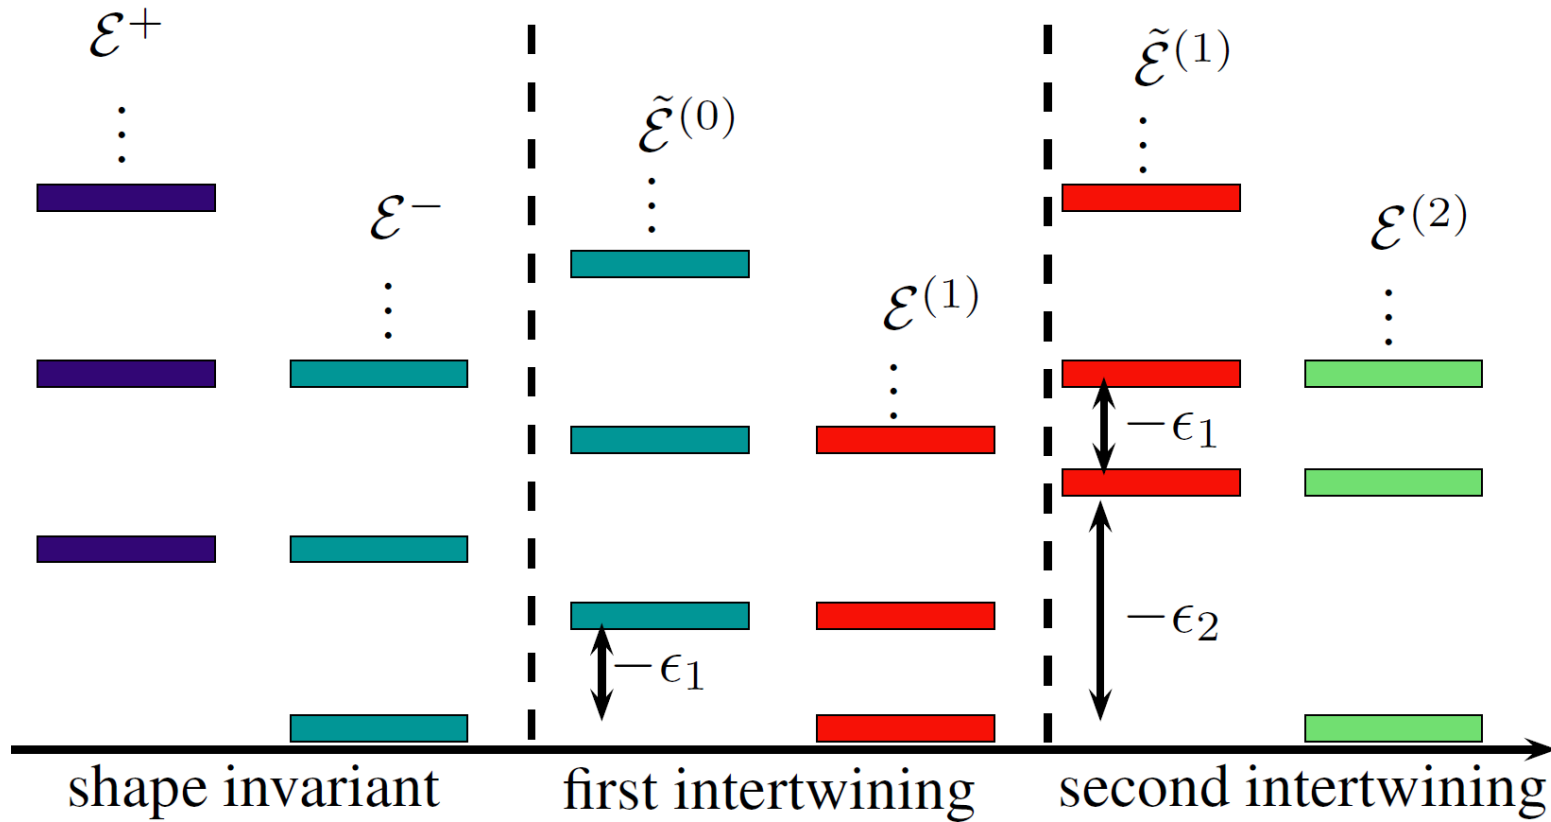 ℰ⁺
⋮
ℰ⁻
⋮
ℰ̃⁽⁰⁾
⋮
ℰ⁽¹⁾
⋮
ℰ̃⁽¹⁾
⋮
ℰ⁽²⁾
⋮
−ϵ₁
−ϵ₁
−ϵ₂
shape invariant
first intertwining
second intertwining